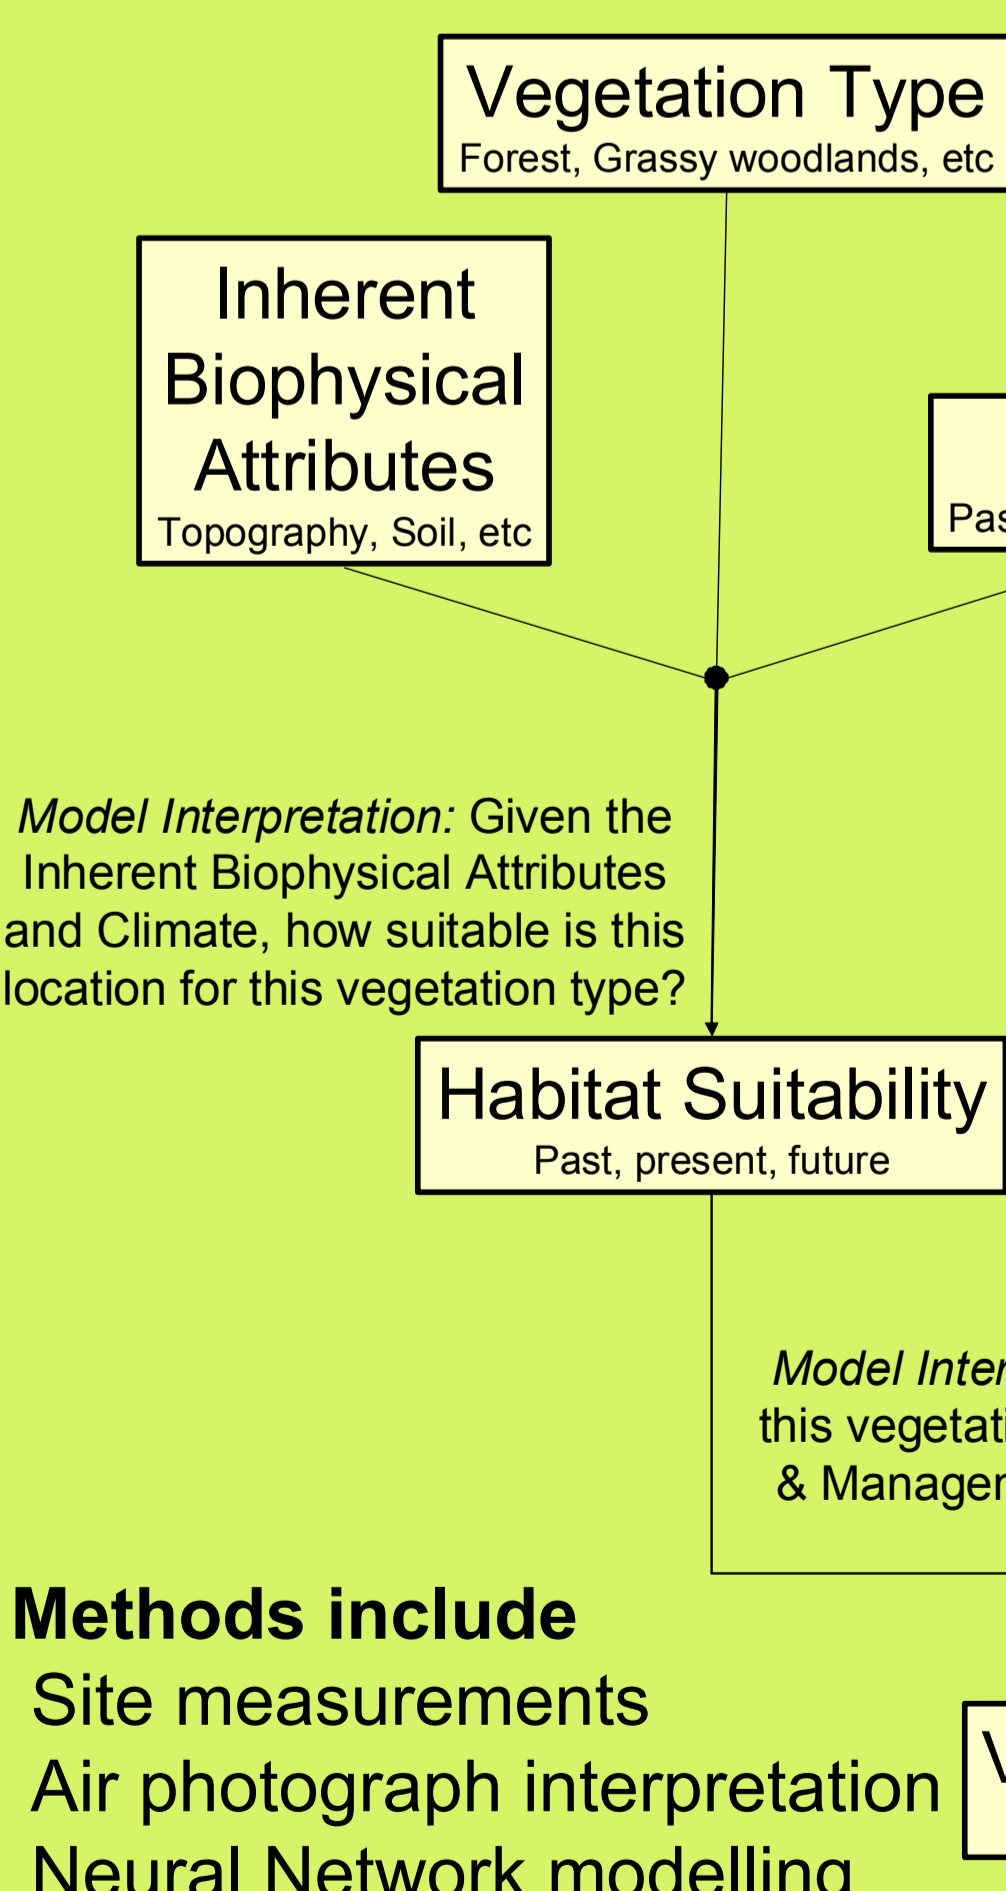 Vegetation Type
Forest, Grassy woodlands, etc
Inherent
Biophysical
Attributes
Topography, Soil, etc
Model Interpretation: Given the
Inherent Biophysical Attributes
and Climate, how suitable is this
location for this vegetation type?
Habitat Suitability
Past, present, future
Model
this
&
Methods include
Site measurements
Air photograph interpretation
Neural Network modelling